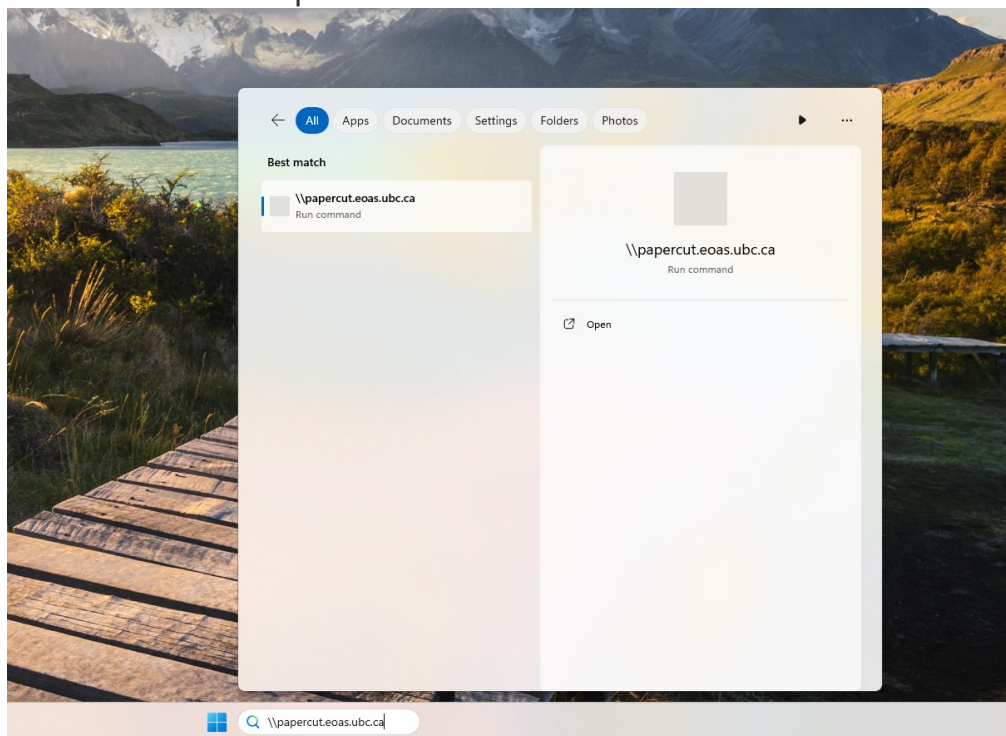 All Apps Documents Settings Folders Photos
Best match
\\papercut.eoas.ubc.ca
Run command
\\papercut.eoas.ubc.ca
Run command
Open
\\papercut.eoas.ubc.ca